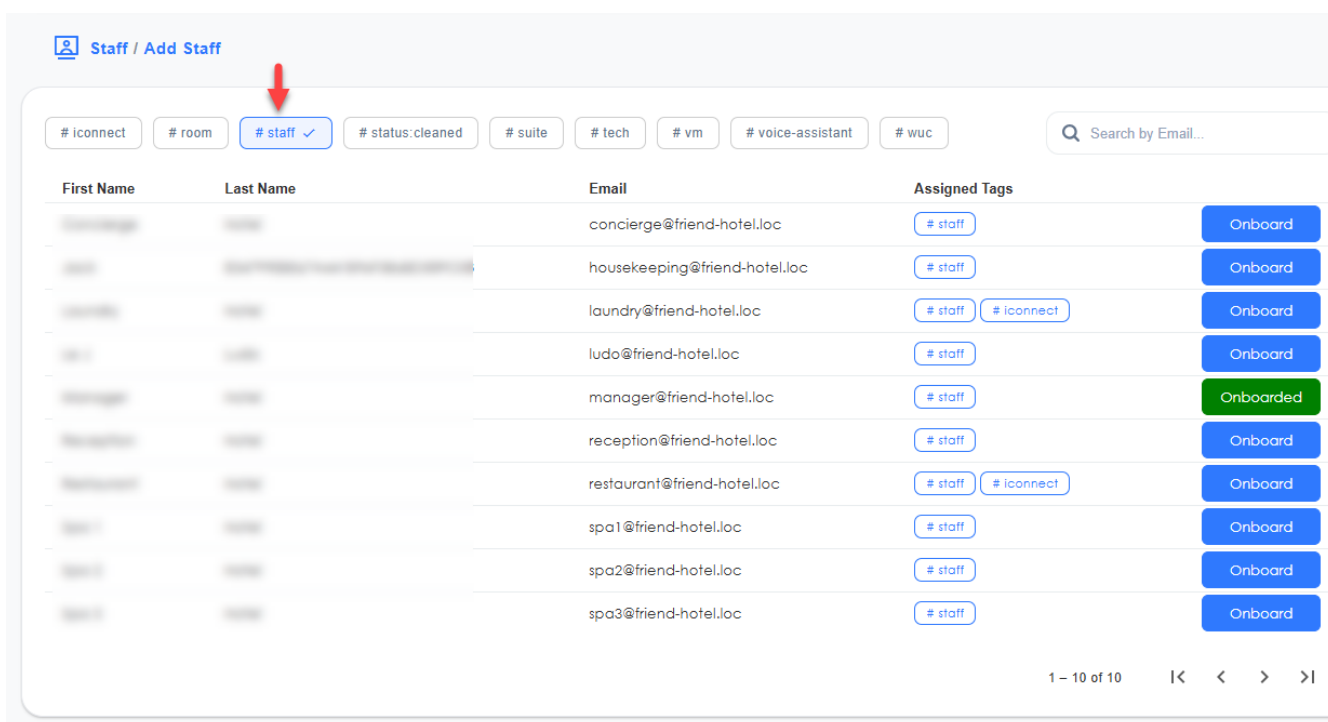 Staff / Add Staff
# iconnect # room # staff ✓ # status:cleaned # suite # tech # vm # voice-assistant # wuc Search by Email...
First Name Last Name Email Assigned Tags
concierge@friend-hotel.loc # staff Onboard
housekeeping@friend-hotel.loc # staff Onboard
laundry@friend-hotel.loc # staff # iconnect Onboard
ludo@friend-hotel.loc # staff Onboard
manager@friend-hotel.loc # staff Onboarded
reception@friend-hotel.loc # staff Onboard
restaurant@friend-hotel.loc # staff # iconnect Onboard
spa1@friend-hotel.loc # staff Onboard
spa2@friend-hotel.loc # staff Onboard
spa3@friend-hotel.loc # staff Onboard
1 – 10 of 10